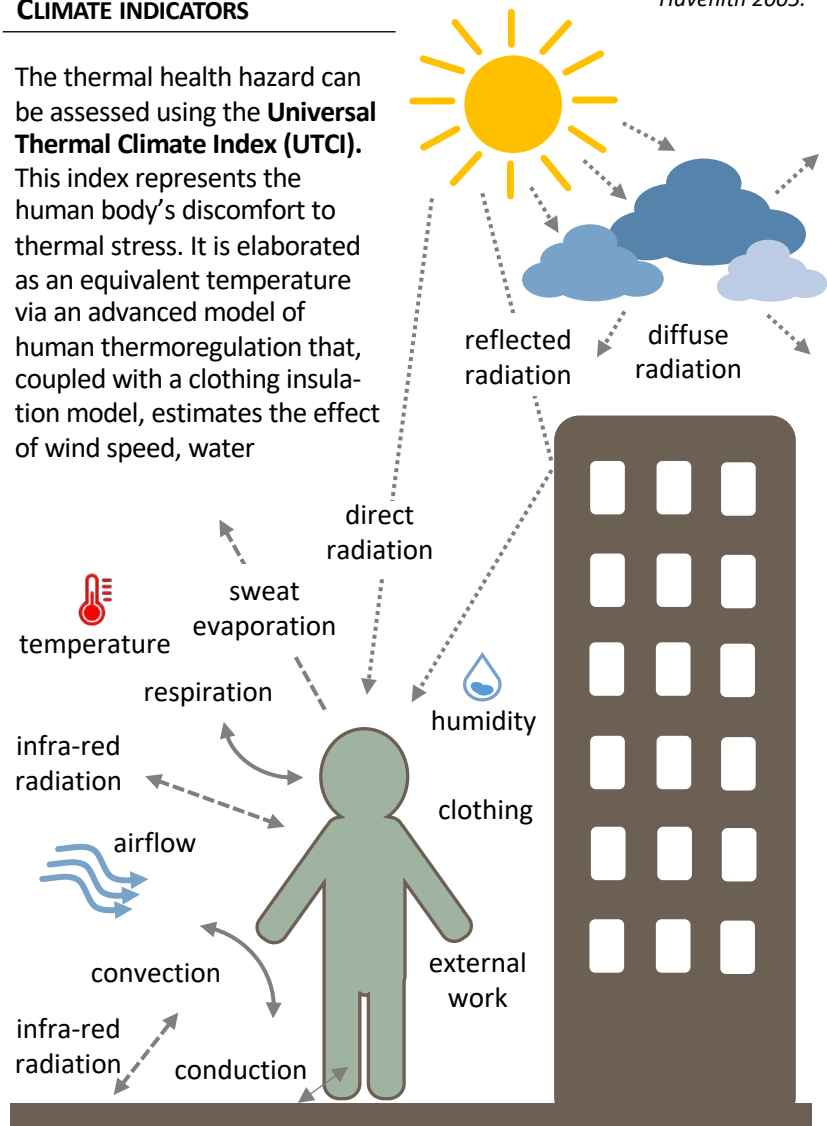 CLIMATE INDICATORS
Havenith 2005.
The thermal health hazard can
be assessed using the Universal
Thermal Climate Index (UTCI).
This index represents the
human body's discomfort to
thermal stress. It is elaborated
as an equivalent temperature
via an advanced model of
human thermoregulation that,
coupled with a clothing insula-
tion model, estimates the effect
of wind speed, water
reflected
radiation
diffuse
radiation
direct
radiation
sweat
evaporation
temperature
respiration
humidity
infra-red
radiation
clothing
airflow
convection
external
work
infra-red
radiation
conduction